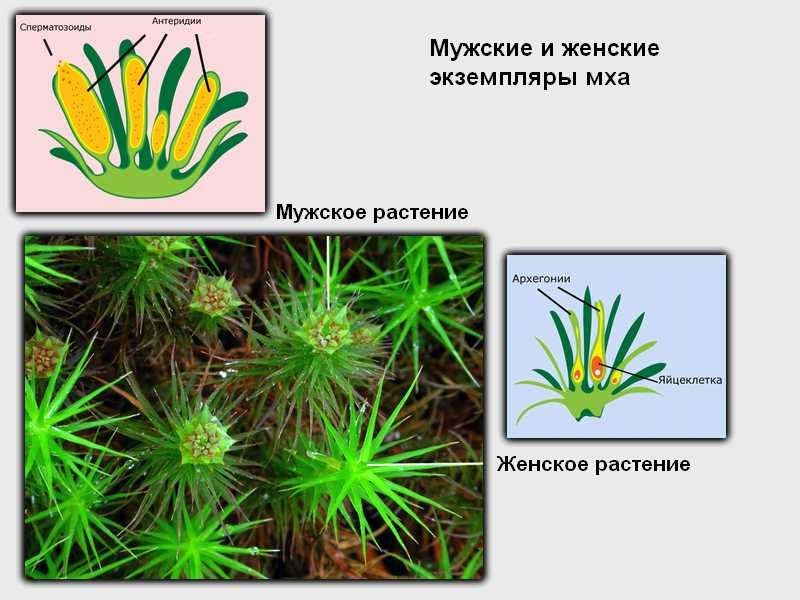 Сперматозоиды
Антеридии
Мужские и женские
экземпляры мха
Мужское растение
Архегонии
Яйцеклетка
Женское растение